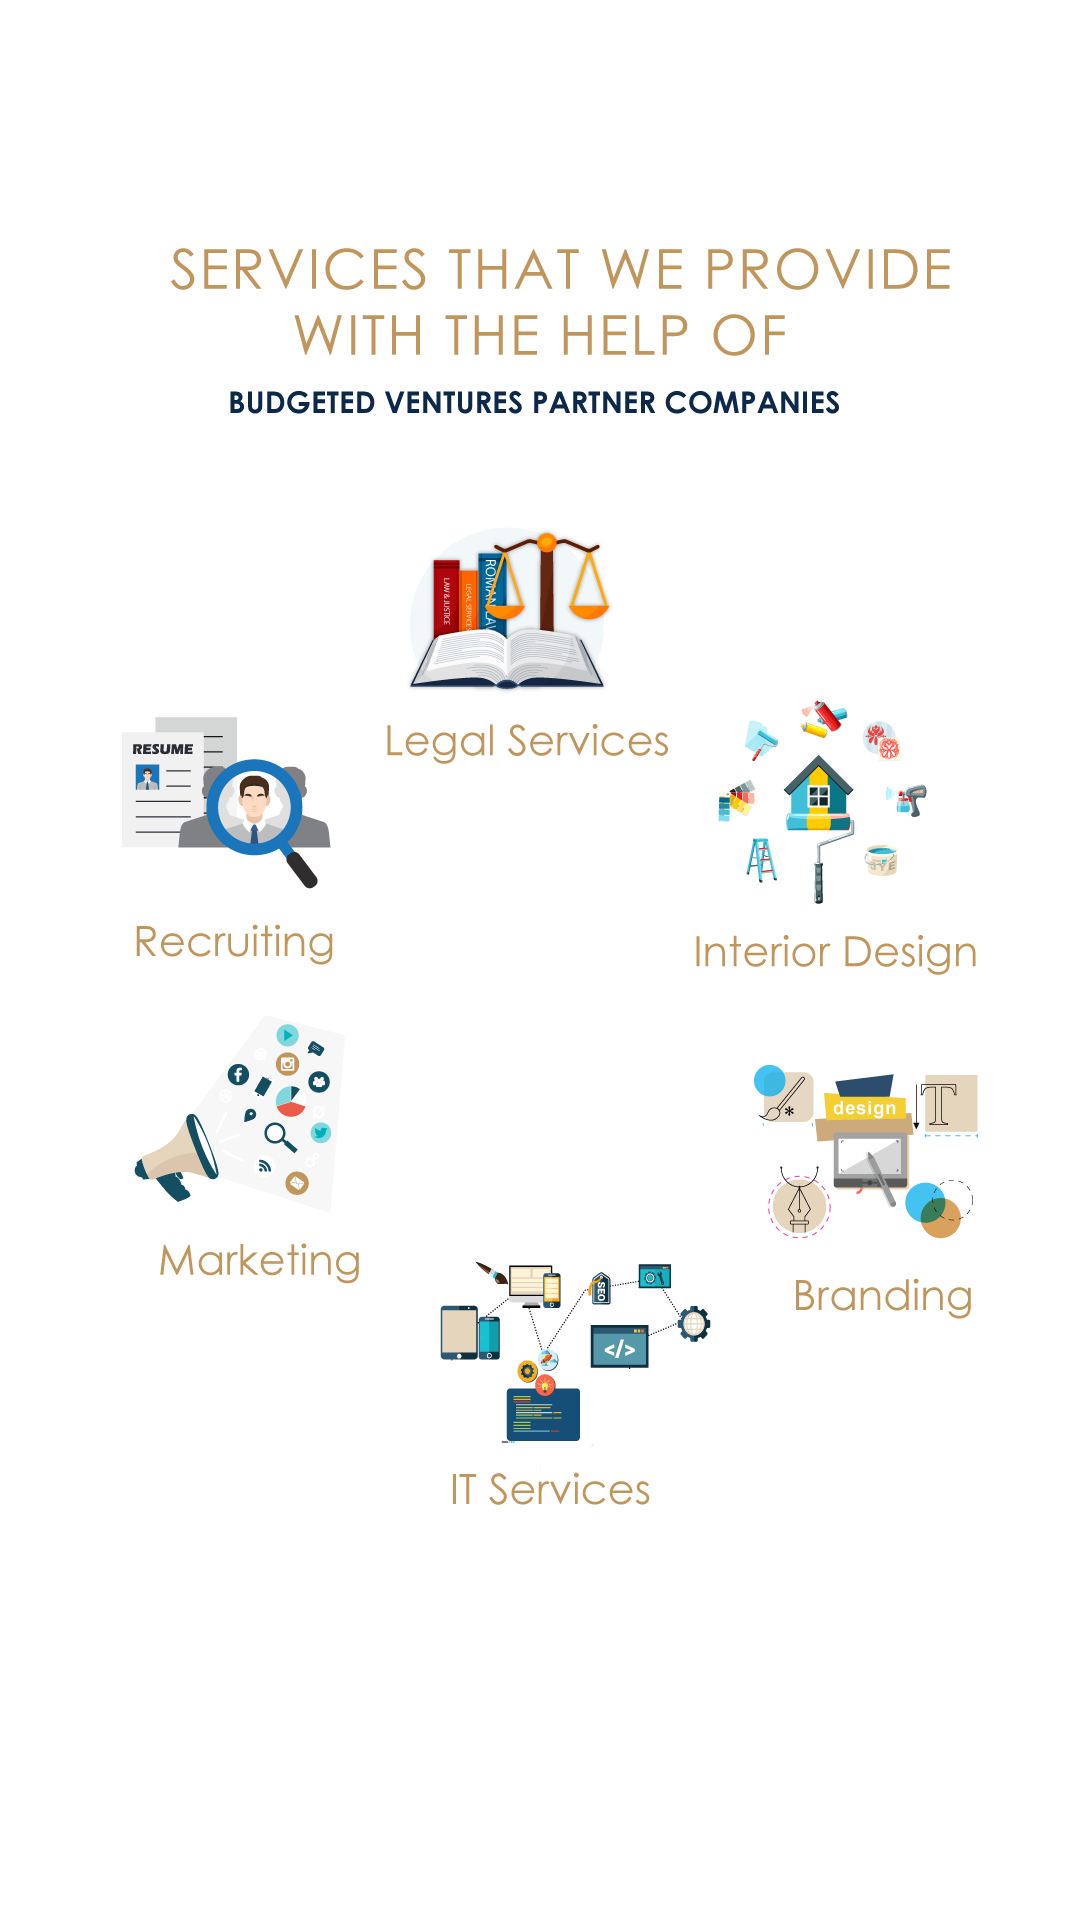 SERVICES THAT WE PROVIDE
WITH THE HELP OF
BUDGETED VENTURES PARTNER COMPANIES
LAW & JUSTICE
LEGAL SERVICES
ROMAN LAW
Legal Services
RESUME
Recruiting
Interior Design
Marketing
design
T
Branding
SEO
</>
IT Services